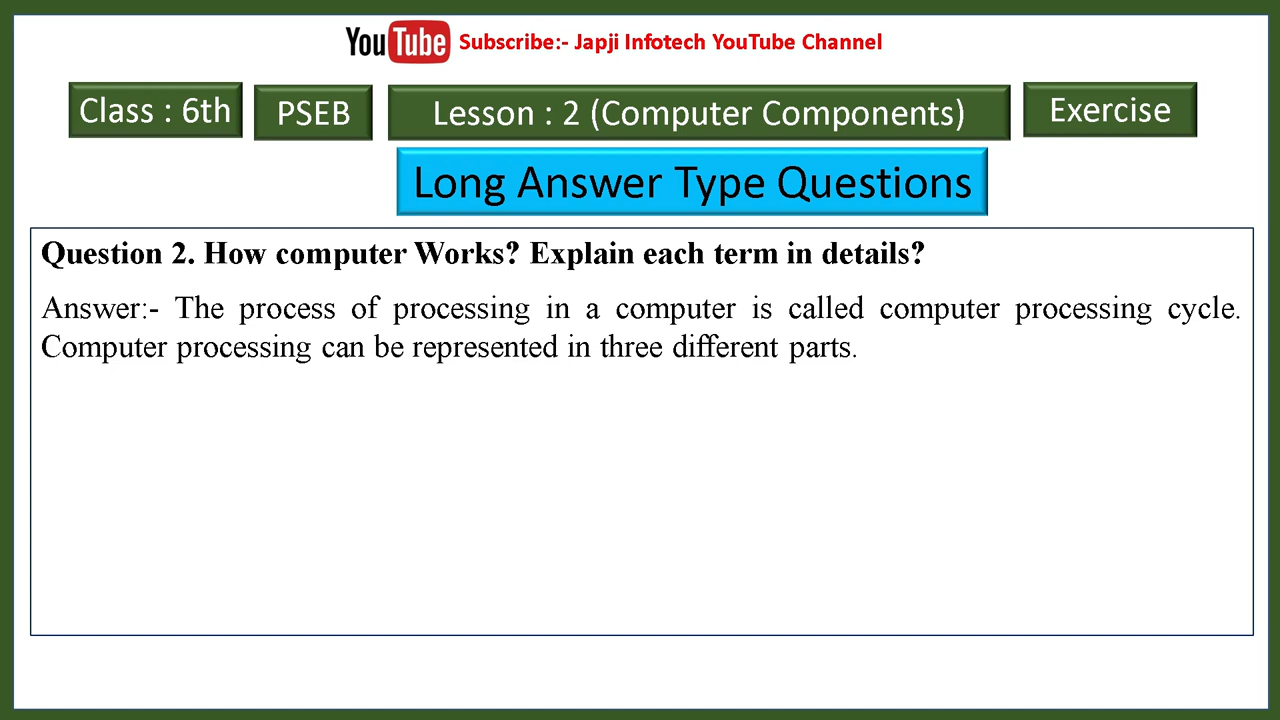 YouTube Subscribe:- Japji Infotech YouTube Channel
Class : 6th PSEB Lesson : 2 (Computer Components) Exercise
Long Answer Type Questions
Question 2. How computer Works? Explain each term in details?
Answer:- The process of processing in a computer is called computer processing cycle.
Computer processing can be represented in three different parts.